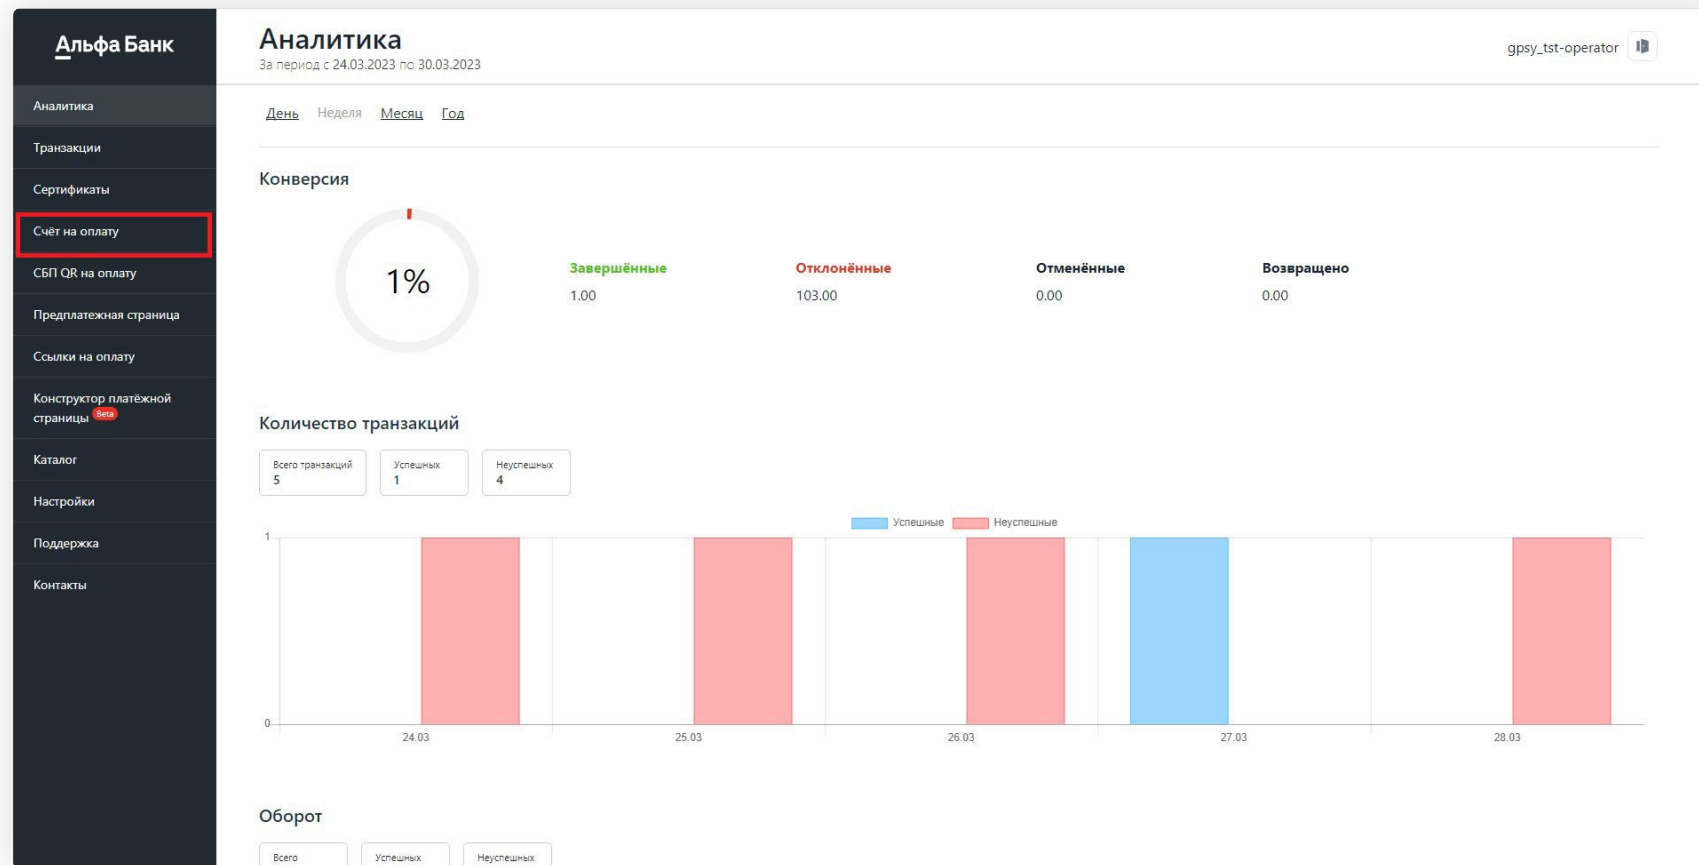 Альфа Банк
Аналитика
Транзакции
Сертификаты
Счёт на оплату
СБП QR на оплату
Предплатежная страница
Ссылки на оплату
Конструктор платёжной
страницы Beta
Каталог
Настройки
Поддержка
Контакты
Аналитика
За период с 24.03.2023 по 30.03.2023
gpsy_tst-operator
День Неделя Месяц Год
Конверсия
1%
Завершённые Отклонённые Отменённые Возвращено
1.00 103.00 0.00 0.00
Количество транзакций
Всего транзакций Успешных Неуспешных
5 1 4
Успешные Неуспешные
1
0
24.03 25.03 26.03 27.03 28.03
Оборот
Всего Успешных Неуспешных